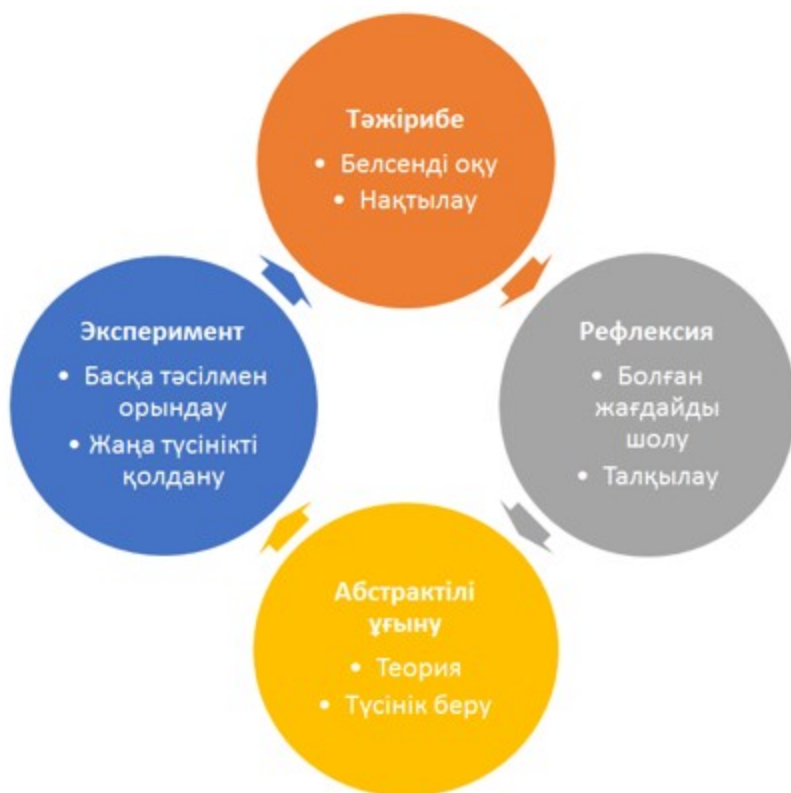 Тәжірибе
• Белсенді оқу
• Нақтылау
Рефлексия
• Болған
жағдайды
шолу
• Талқылау
Абстрактілі
ұғыну
• Теория
• Түсінік беру
Эксперимент
• Басқа тәсілмен
орындау
• Жаңа түсінікті
қолдану